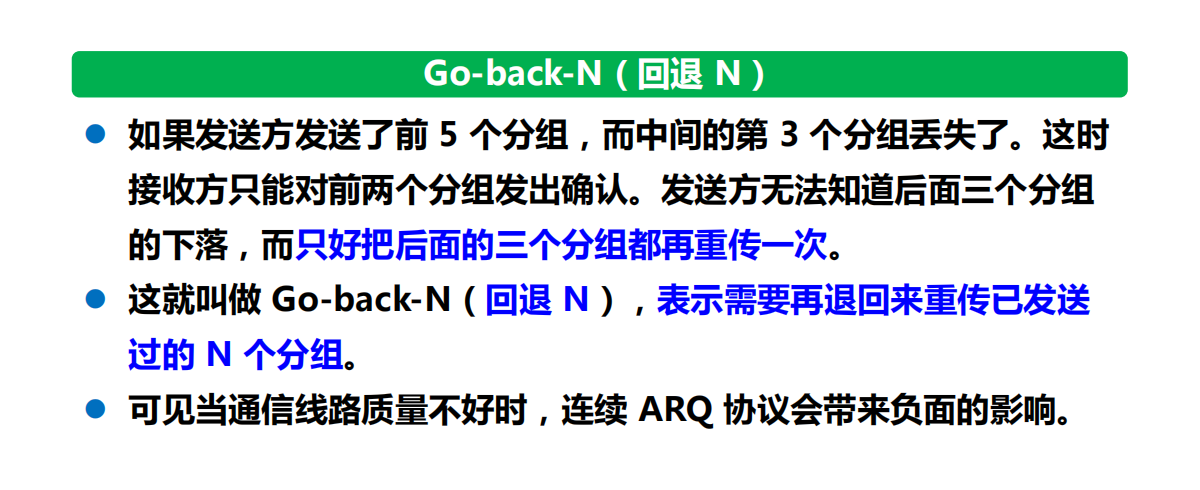 Go-back-N（回退 N）
● 如果发送方发送了前 5 个分组，而中间的第 3 个分组丢失了。这时
接收方只能对前两个分组发出确认。发送方无法知道后面三个分组
的下落，而只好把后面的三个分组都再重传一次。
● 这就叫做 Go-back-N（回退 N），表示需要再退回来重传已发送
过的 N 个分组。
● 可见当通信线路质量不好时，连续 ARQ 协议会带来负面的影响。